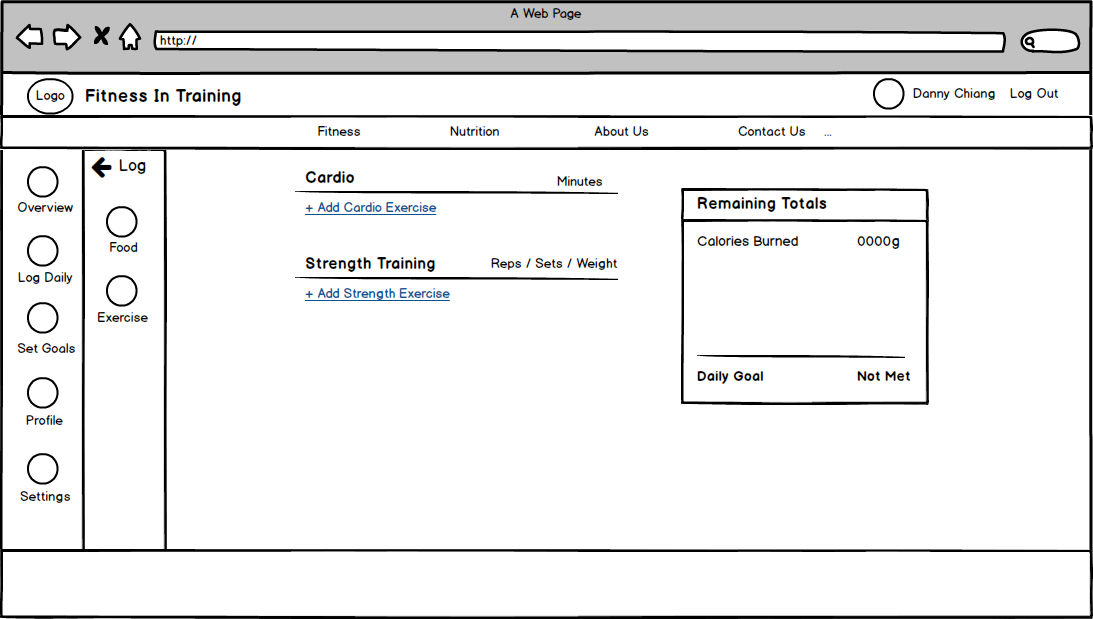 A Web Page
http://
Logo
Fitness In Training
Danny Chiang
Log Out
Fitness
Nutrition
About Us
Contact Us
...
Overview
Log Daily
Set Goals
Profile
Settings
Log
Food
Exercise
Cardio
Minutes
+ Add Cardio Exercise
Strength Training
Reps / Sets / Weight
+ Add Strength Exercise
Remaining Totals
Calories Burned
0000g
Daily Goal
Not Met